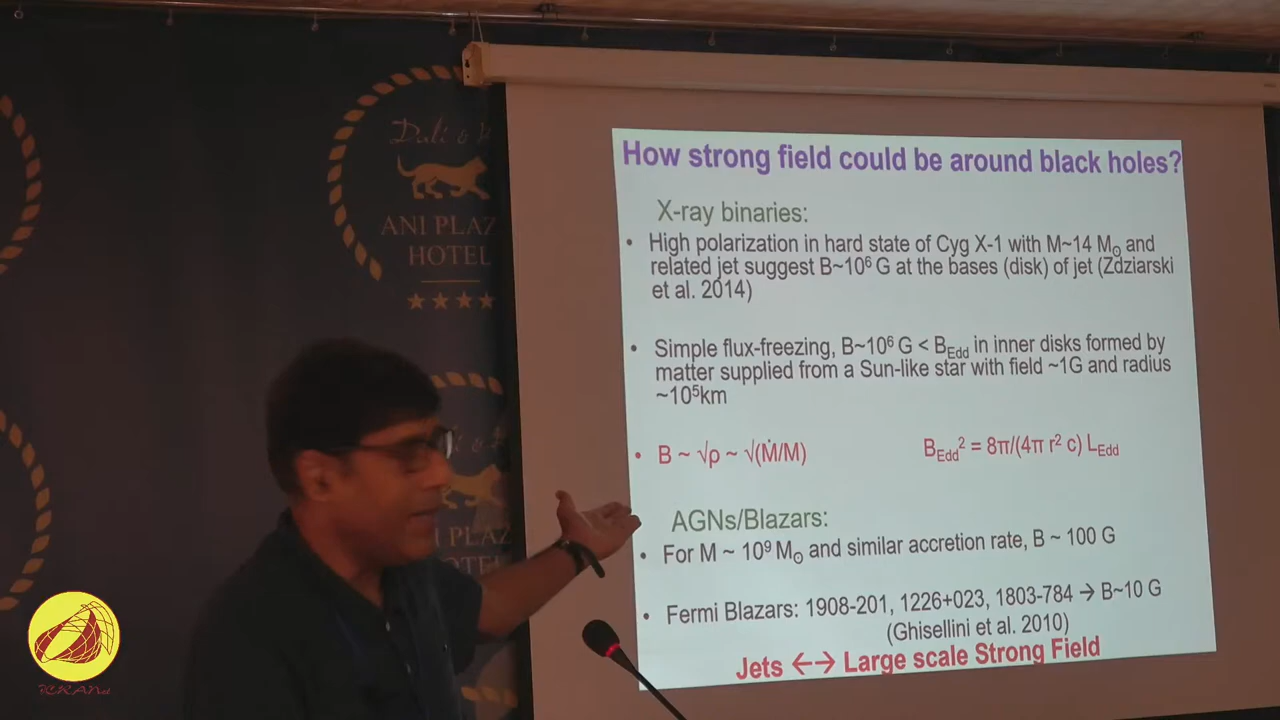 How strong field could be around black holes?
X-ray binaries:
• High polarization in hard state of Cyg X-1 with M~14 M⊙ and
related jet suggest B~10⁶ G at the bases (disk) of jet (Zdziarski
et al. 2014)
• Simple flux-freezing, B~10⁶ G < B_Edd in inner disks formed by
matter supplied from a Sun-like star with field ~1G and radius
~10⁵km
• B ~ √ρ ~ √(Ṁ/M)
B_Edd² = 8π/(4π r² c) L_Edd
AGNs/Blazars:
• For M ~ 10⁹ M⊙ and similar accretion rate, B ~ 100 G
• Fermi Blazars: 1908-201, 1226+023, 1803-784 → B~10 G
(Ghisellini et al. 2010)
Jets ←→ Large scale Strong Field
ANI PLAZ
HOTEL
ICRANet